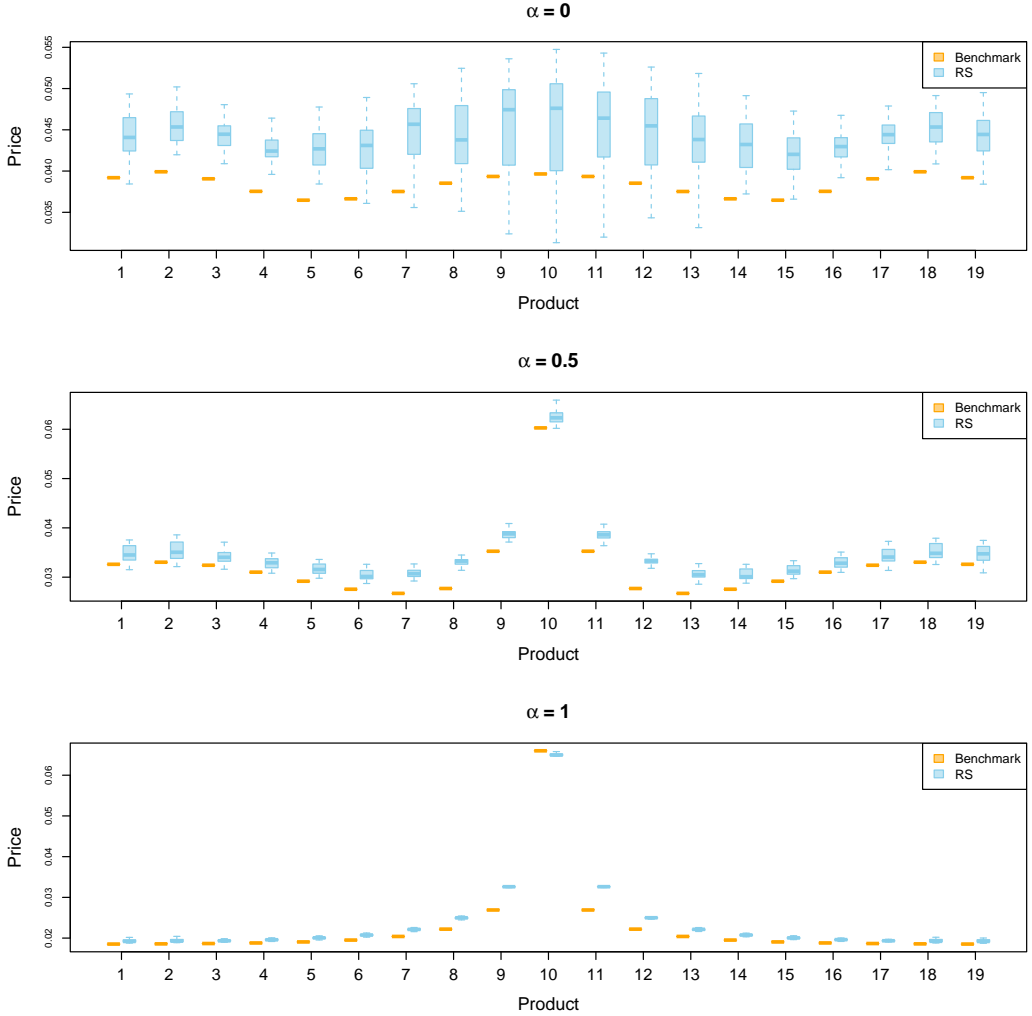 α = 0
Price
0.055
0.050
0.045
0.040
0.035
Benchmark
RS
1 2 3 4 5 6 7 8 9 10 11 12 13 14 15 16 17 18 19
Product
α = 0.5
Price
0.06
0.05
0.04
0.03
Benchmark
RS
1 2 3 4 5 6 7 8 9 10 11 12 13 14 15 16 17 18 19
Product
α = 1
Price
0.06
0.05
0.04
0.03
0.02
Benchmark
RS
1 2 3 4 5 6 7 8 9 10 11 12 13 14 15 16 17 18 19
Product